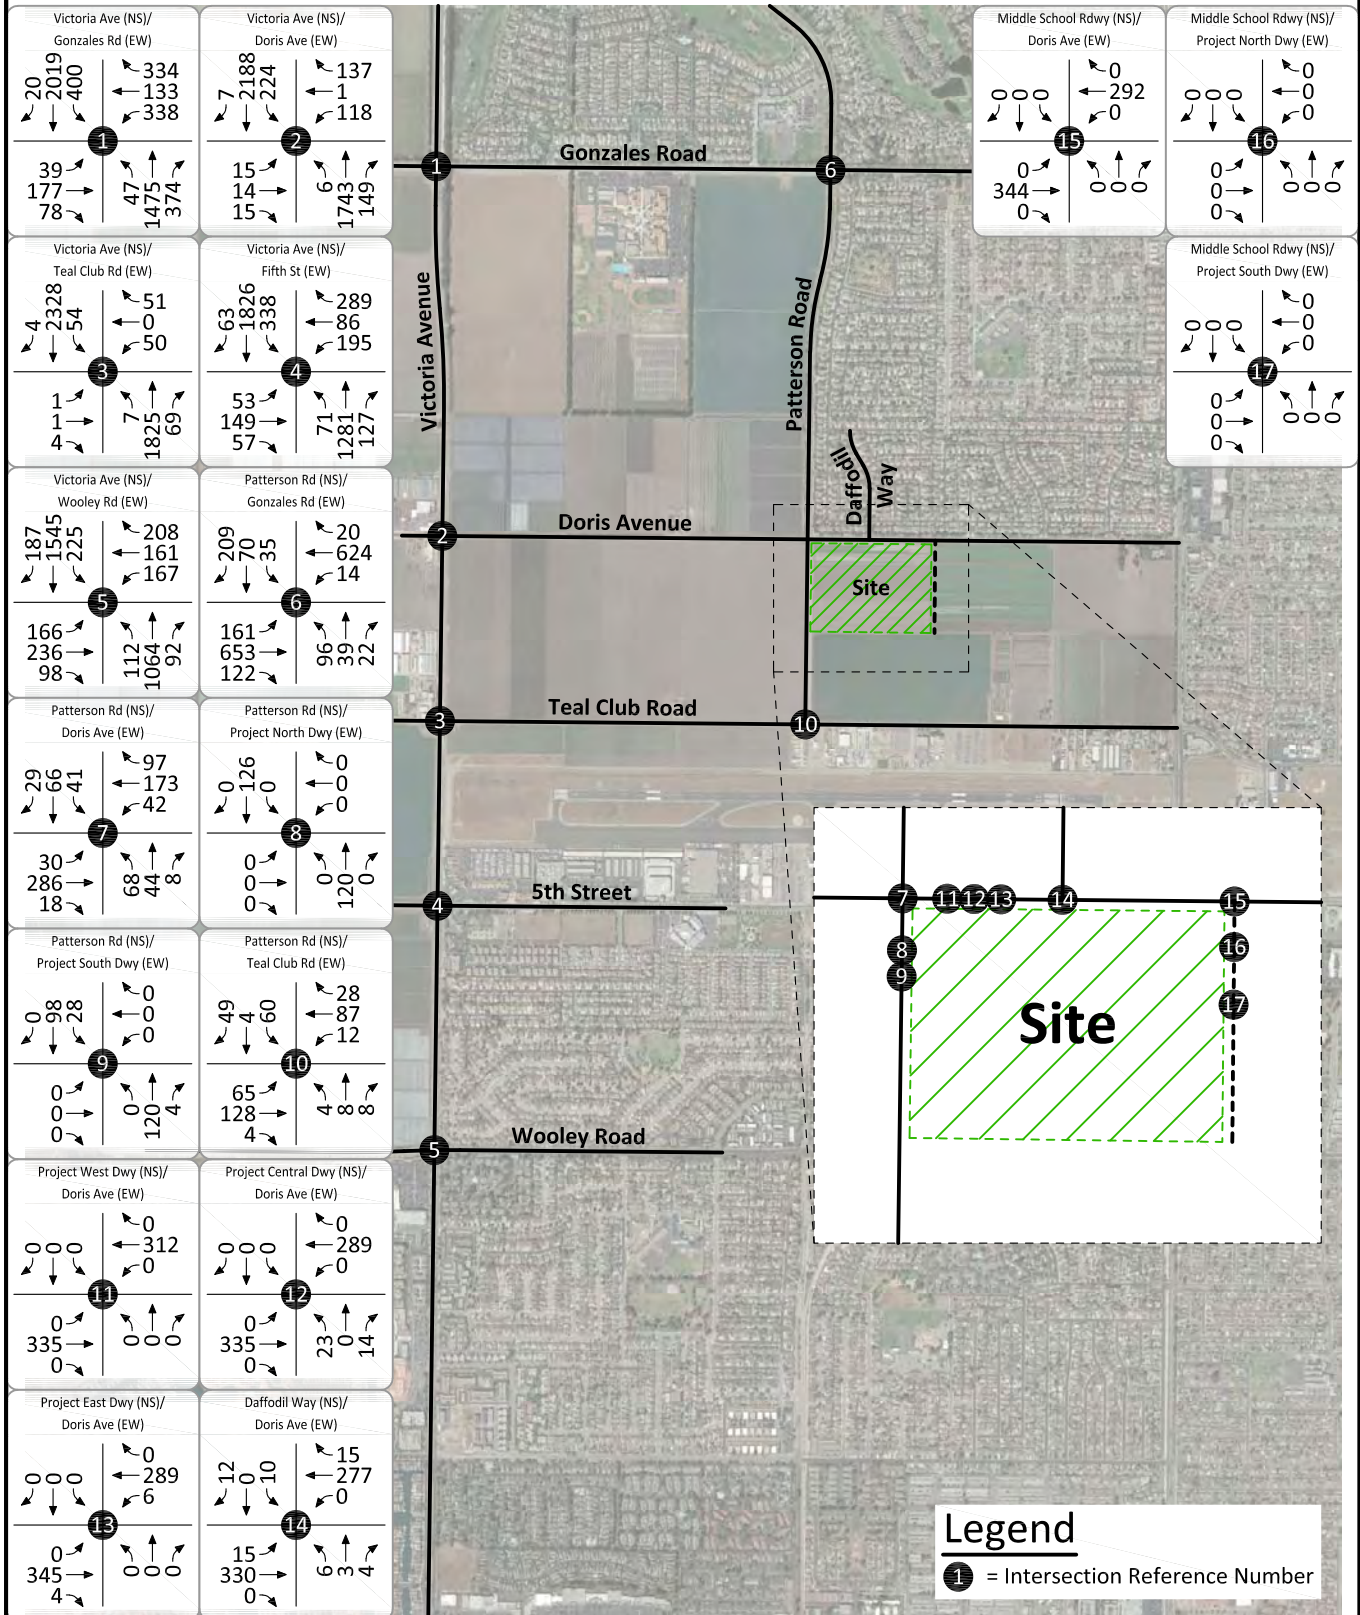 Victoria Ave (NS)/
Gonzales Rd (EW)
20 2019 400
334
133
338
1
39
177
78
47 1475 374
Victoria Ave (NS)/
Doris Ave (EW)
7 2188 224
137
1
118
2
15
14
15
6 1743 149
Victoria Ave (NS)/
Teal Club Rd (EW)
4 2328 54
51
0
50
3
1
1
4
7 1825 69
Victoria Ave (NS)/
Fifth St (EW)
63 1826 338
289
86
195
4
53
149
57
71 1281 127
Victoria Ave (NS)/
Wooley Rd (EW)
187 1545 225
208
161
167
5
166
236
98
112 1064 92
Patterson Rd (NS)/
Gonzales Rd (EW)
209 70 35
20
624
14
6
161
653
122
96 39 22
Patterson Rd (NS)/
Doris Ave (EW)
29 66 41
97
173
42
7
30
286
18
68 44 8
Patterson Rd (NS)/
Project North Dwy (EW)
0 126 0
0
0
0
8
0
0
0
0 120 0
Patterson Rd (NS)/
Project South Dwy (EW)
0 98 28
0
0
0
9
0
0
0
0 120 4
Patterson Rd (NS)/
Teal Club Rd (EW)
49 4 60
28
87
12
10
65
128
4
4 8 8
Project West Dwy (NS)/
Doris Ave (EW)
0 0 0
0
312
0
11
0
335
0
0 0 0
Project Central Dwy (NS)/
Doris Ave (EW)
0 0 0
0
289
0
12
0
335
0
23 0 14
Project East Dwy (NS)/
Doris Ave (EW)
0 0 0
0
289
6
13
0
345
4
0 0 0
Daffodil Way (NS)/
Doris Ave (EW)
12 0 10
15
277
0
14
15
330
0
6 3 4
Middle School Rdwy (NS)/
Doris Ave (EW)
0 0 0
0
292
0
15
0
344
0
0 0 0
Middle School Rdwy (NS)/
Project North Dwy (EW)
0 0 0
0
0
0
16
0
0
0
0 0 0
Middle School Rdwy (NS)/
Project South Dwy (EW)
0 0 0
0
0
0
17
0
0
0
0 0 0
1
Gonzales Road
6
Victoria Avenue
Patterson Road
Daffodil
Way
2
Doris Avenue
Site
3
Teal Club Road
10
4
5th Street
5
Wooley Road
7 11 12 13 14 15
8
9
16
17
Site
Legend
1 = Intersection Reference Number